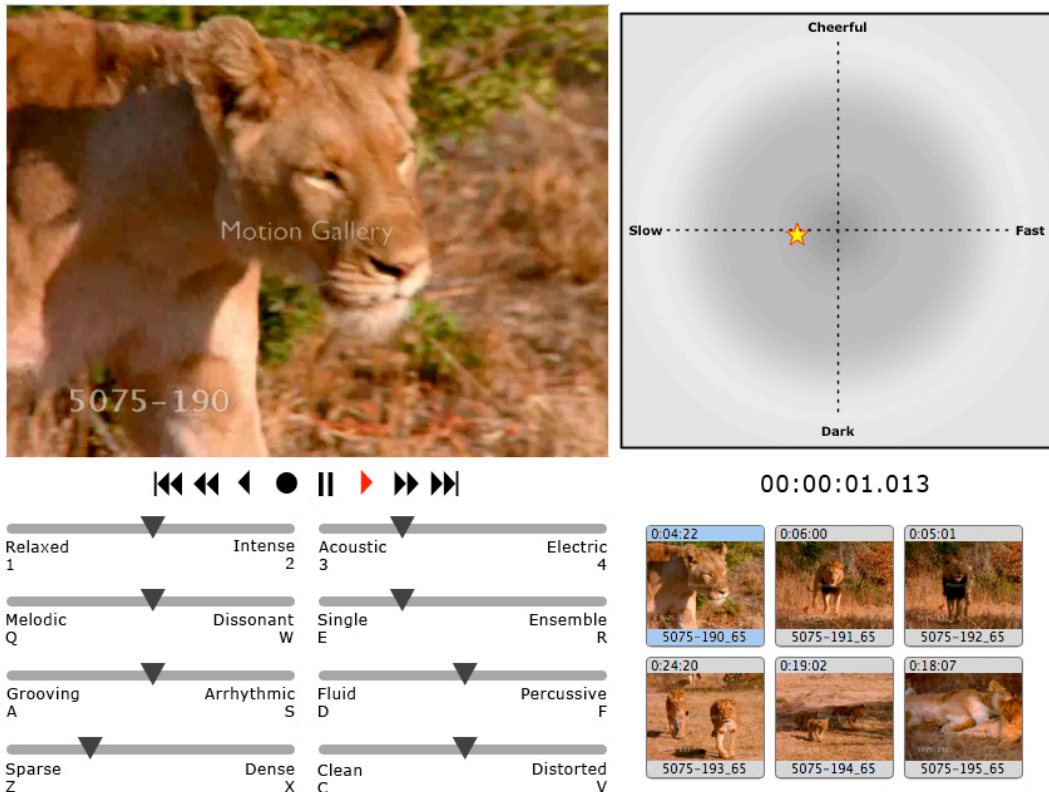 Motion Gallery
5075-190
Cheerful
Slow
Fast
Dark
00:00:01.013
Relaxed Intense
1 2
Acoustic Electric
3 4
Melodic Dissonant
Q W
Single Ensemble
E R
Grooving Arrhythmic
A S
Fluid Percussive
D F
Sparse Dense
Z X
Clean Distorted
C V
0:04:22
5075-190_65
0:06:00
5075-191_65
0:05:01
5075-192_65
0:24:20
5075-193_65
0:19:02
5075-194_65
0:18:07
5075-195_65